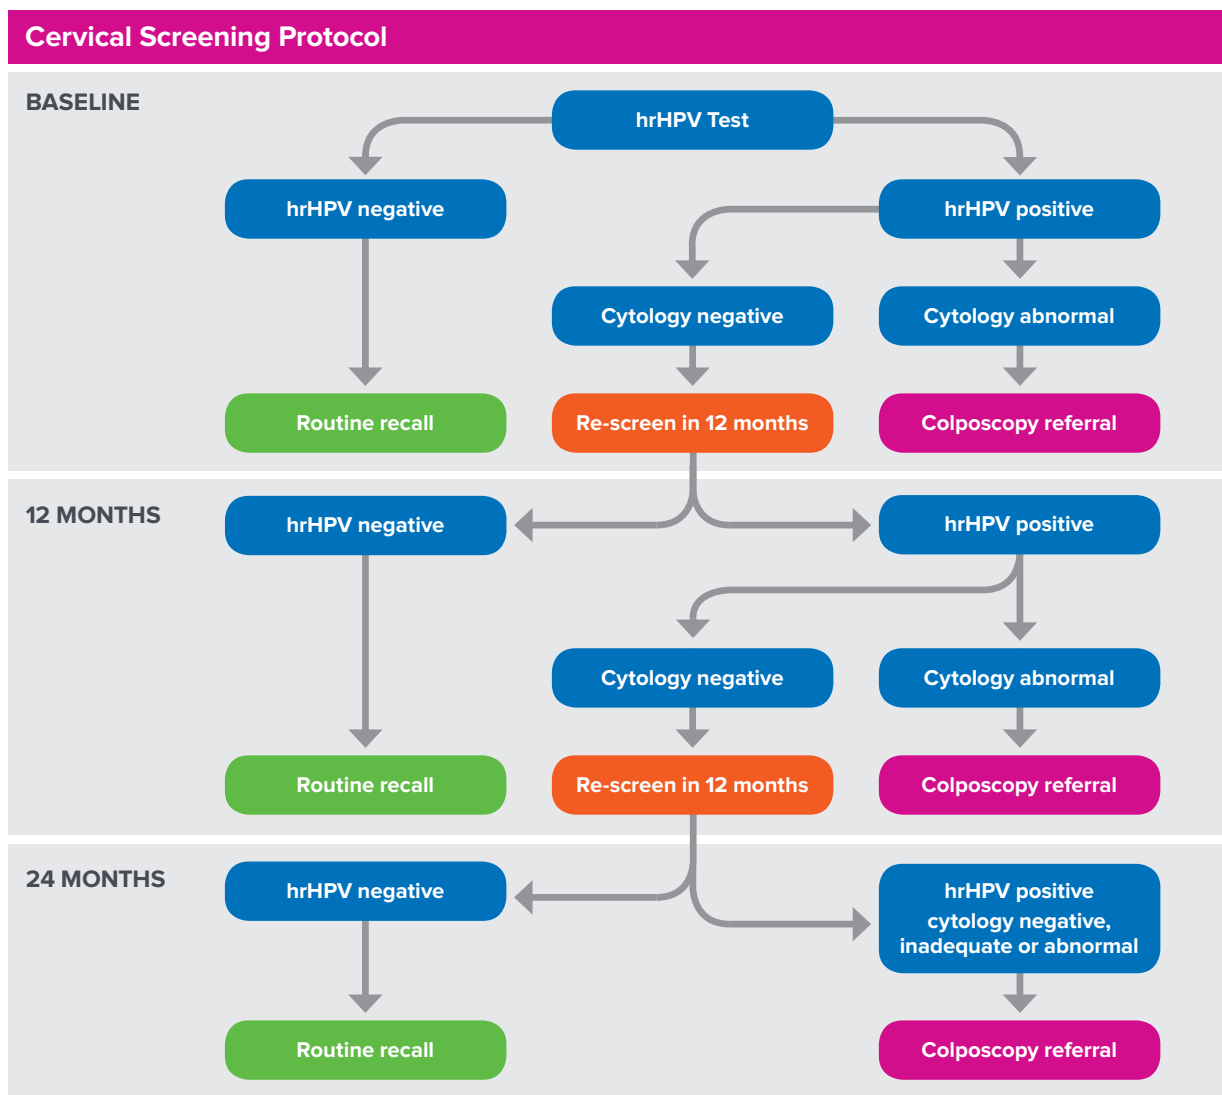 Cervical Screening Protocol
BASELINE
hrHPV Test
hrHPV negative
hrHPV positive
Cytology negative
Cytology abnormal
Routine recall
Re-screen in 12 months
Colposcopy referral
12 MONTHS
hrHPV negative
hrHPV positive
Cytology negative
Cytology abnormal
Routine recall
Re-screen in 12 months
Colposcopy referral
24 MONTHS
hrHPV negative
hrHPV positive
cytology negative,
inadequate or abnormal
Routine recall
Colposcopy referral